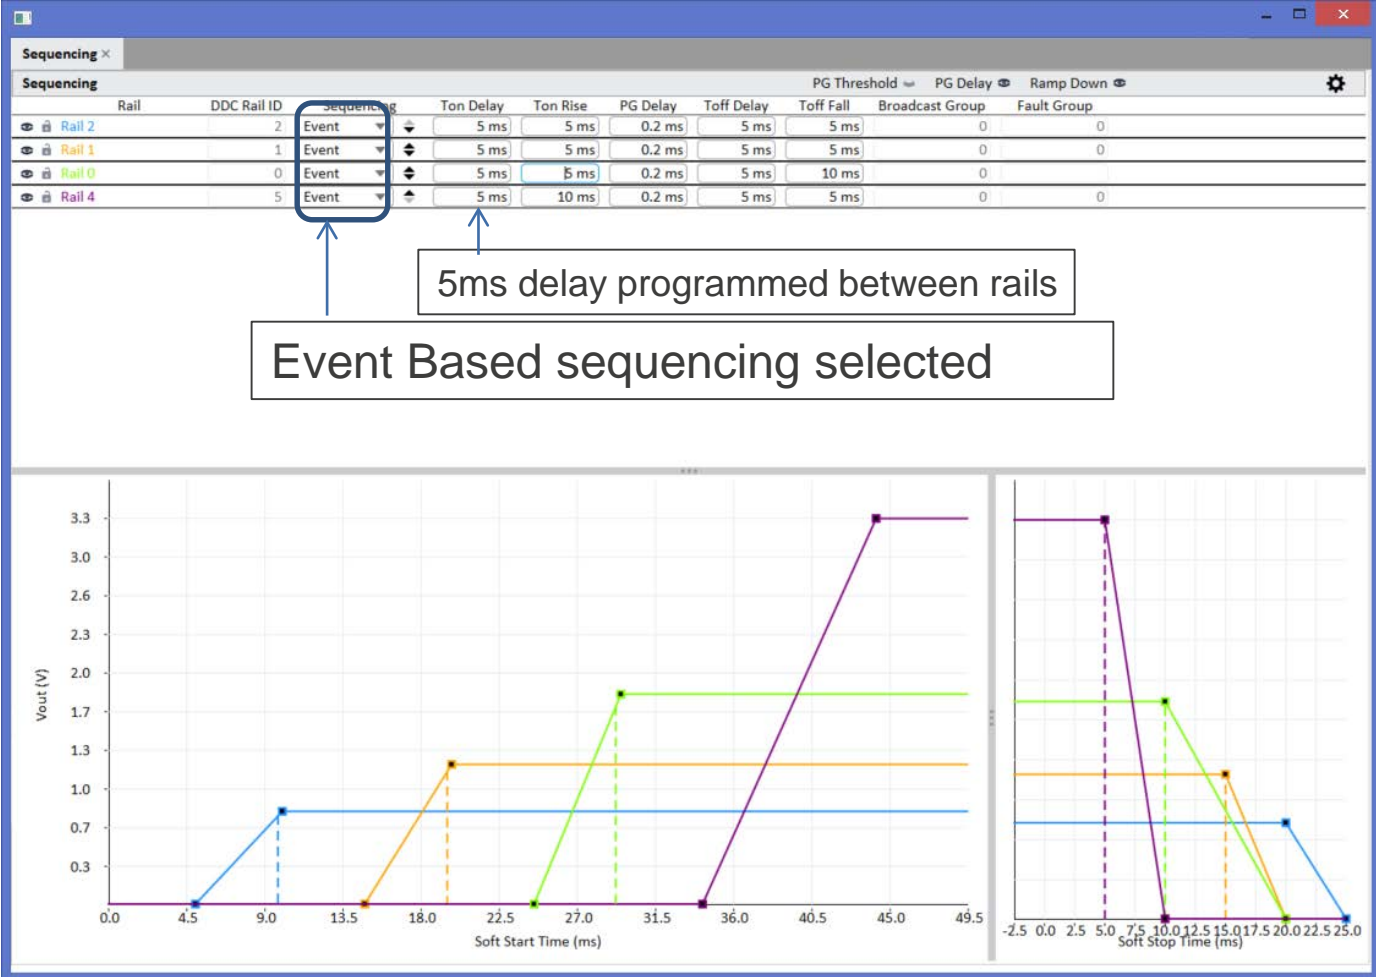 Sequencing ×
Sequencing PG Threshold PG Delay Ramp Down
Rail DDC Rail ID Sequencing Ton Delay Ton Rise PG Delay Toff Delay Toff Fall Broadcast Group Fault Group
Rail 2 2 Event 5 ms 5 ms 0.2 ms 5 ms 5 ms 0 0
Rail 1 1 Event 5 ms 5 ms 0.2 ms 5 ms 5 ms 0 0
Rail 0 0 Event 5 ms 5 ms 0.2 ms 5 ms 10 ms 0 0
Rail 4 5 Event 5 ms 10 ms 0.2 ms 5 ms 5 ms 0 0
5ms delay programmed between rails
Event Based sequencing selected
3.3
3.0
2.6
2.3
2.0
1.7
1.3
1.0
0.7
0.3
Vout (V)
0.0 4.5 9.0 13.5 18.0 22.5 27.0 31.5 36.0 40.5 45.0 49.5
Soft Start Time (ms)
-2.5 0.0 2.5 5.0 7.5 10.0 12.5 15.0 17.5 20.0 22.5 25.0
Soft Stop Time (ms)